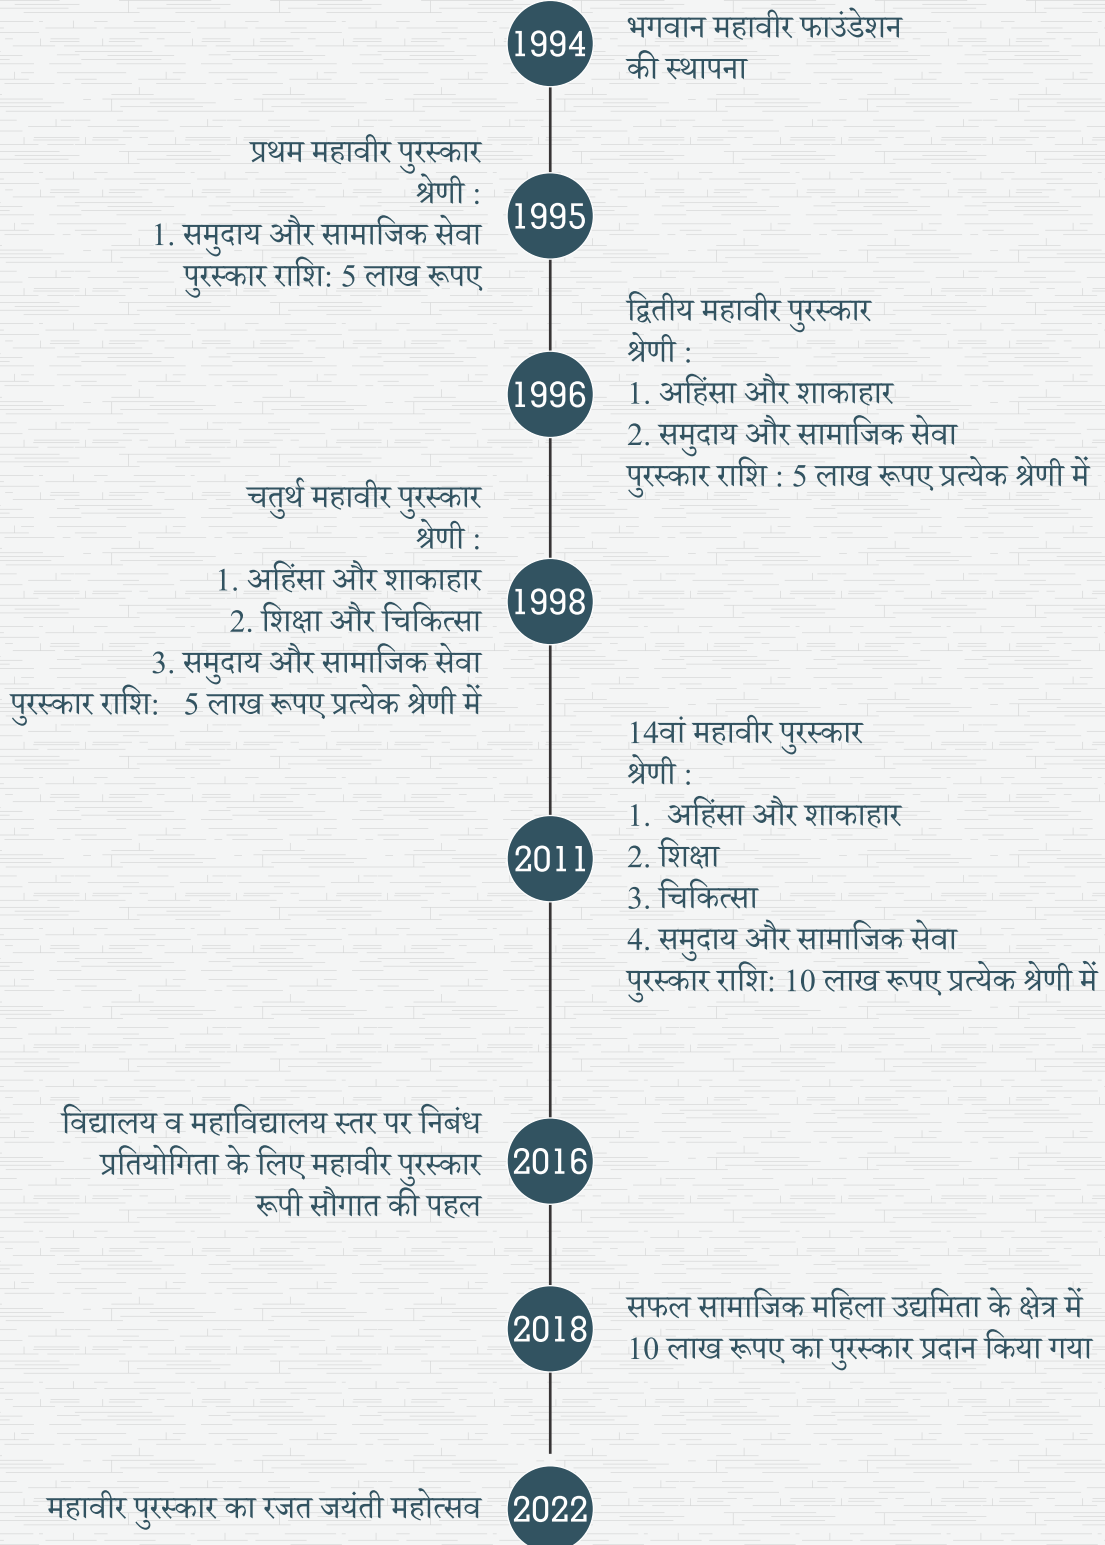 1994
भगवान महावीर फाउंडेशन
की स्थापना
1995
प्रथम महावीर पुरस्कार
श्रेणी :
1. समुदाय और सामाजिक सेवा
पुरस्कार राशि: 5 लाख रूपए
1996
द्वितीय महावीर पुरस्कार
श्रेणी :
1. अहिंसा और शाकाहार
2. समुदाय और सामाजिक सेवा
पुरस्कार राशि : 5 लाख रूपए प्रत्येक श्रेणी में
1998
चतुर्थ महावीर पुरस्कार
श्रेणी :
1. अहिंसा और शाकाहार
2. शिक्षा और चिकित्सा
3. समुदाय और सामाजिक सेवा
पुरस्कार राशि: 5 लाख रूपए प्रत्येक श्रेणी में
2011
14वां महावीर पुरस्कार
श्रेणी :
1. अहिंसा और शाकाहार
2. शिक्षा
3. चिकित्सा
4. समुदाय और सामाजिक सेवा
पुरस्कार राशि: 10 लाख रूपए प्रत्येक श्रेणी में
2016
विद्यालय व महाविद्यालय स्तर पर निबंध
प्रतियोगिता के लिए महावीर पुरस्कार
रूपी सौगात की पहल
2018
सफल सामाजिक महिला उद्यमिता के क्षेत्र में
10 लाख रूपए का पुरस्कार प्रदान किया गया
2022
महावीर पुरस्कार का रजत जयंती महोत्सव